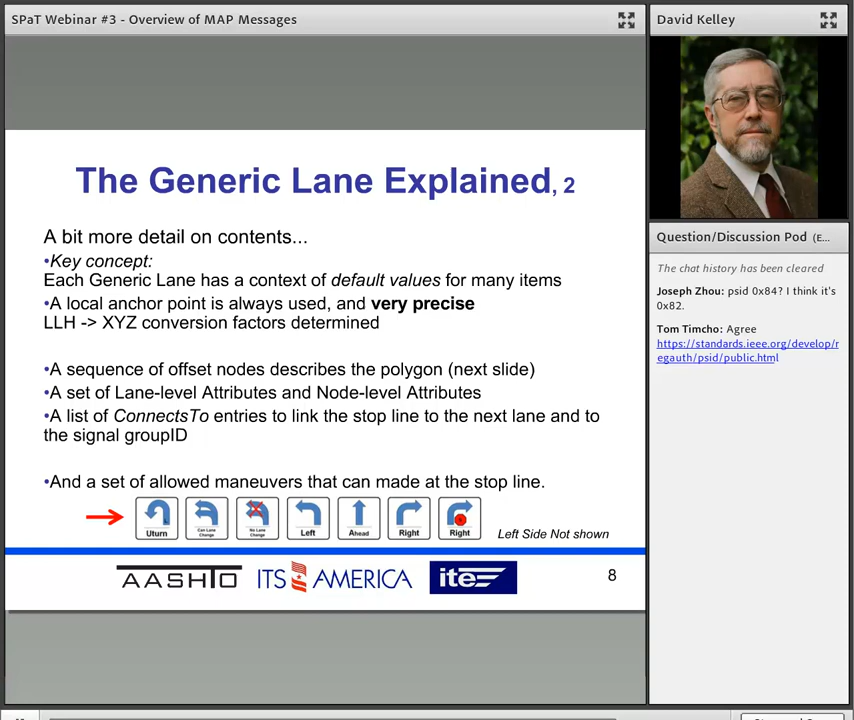 SPaT Webinar #3 - Overview of MAP Messages
The Generic Lane Explained, 2
A bit more detail on contents...
•Key concept:
Each Generic Lane has a context of default values for many items
•A local anchor point is always used, and very precise
LLH -> XYZ conversion factors determined
•A sequence of offset nodes describes the polygon (next slide)
•A set of Lane-level Attributes and Node-level Attributes
•A list of ConnectsTo entries to link the stop line to the next lane and to
the signal groupID
•And a set of allowed maneuvers that can made at the stop line.
Uturn
Can Lane
Change
No Lane
Change
Left
Ahead
Right
Right
Left Side Not shown
AASHTO
ITS AMERICA
ite
8
David Kelley
Question/Discussion Pod (E...
The chat history has been cleared
Joseph Zhou: psid 0x84? I think it's
0x82.
Tom Timcho: Agree
https://standards.ieee.org/develop/r
egauth/psid/public.html